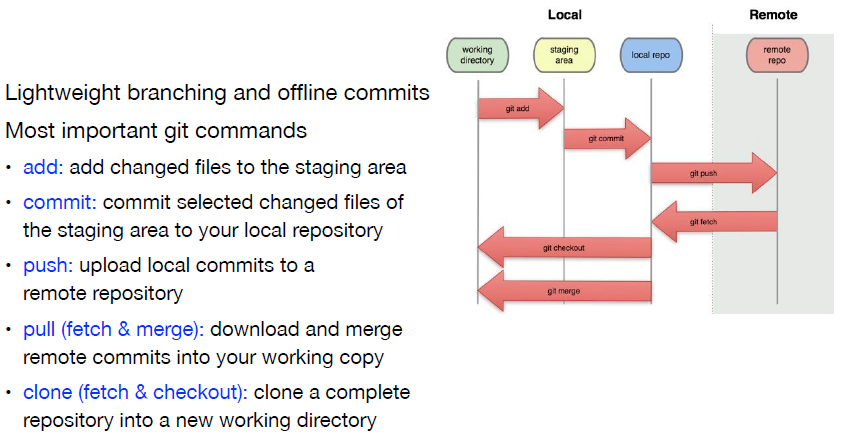 Lightweight branching and offline commits
Most important git commands
• add: add changed files to the staging area
• commit: commit selected changed files of
the staging area to your local repository
• push: upload local commits to a
remote repository
• pull (fetch & merge): download and merge
remote commits into your working copy
• clone (fetch & checkout): clone a complete
repository into a new working directory
Local
Remote
working
directory
staging
area
local repo
remote
repo
git add
git commit
git push
git fetch
git checkout
git merge